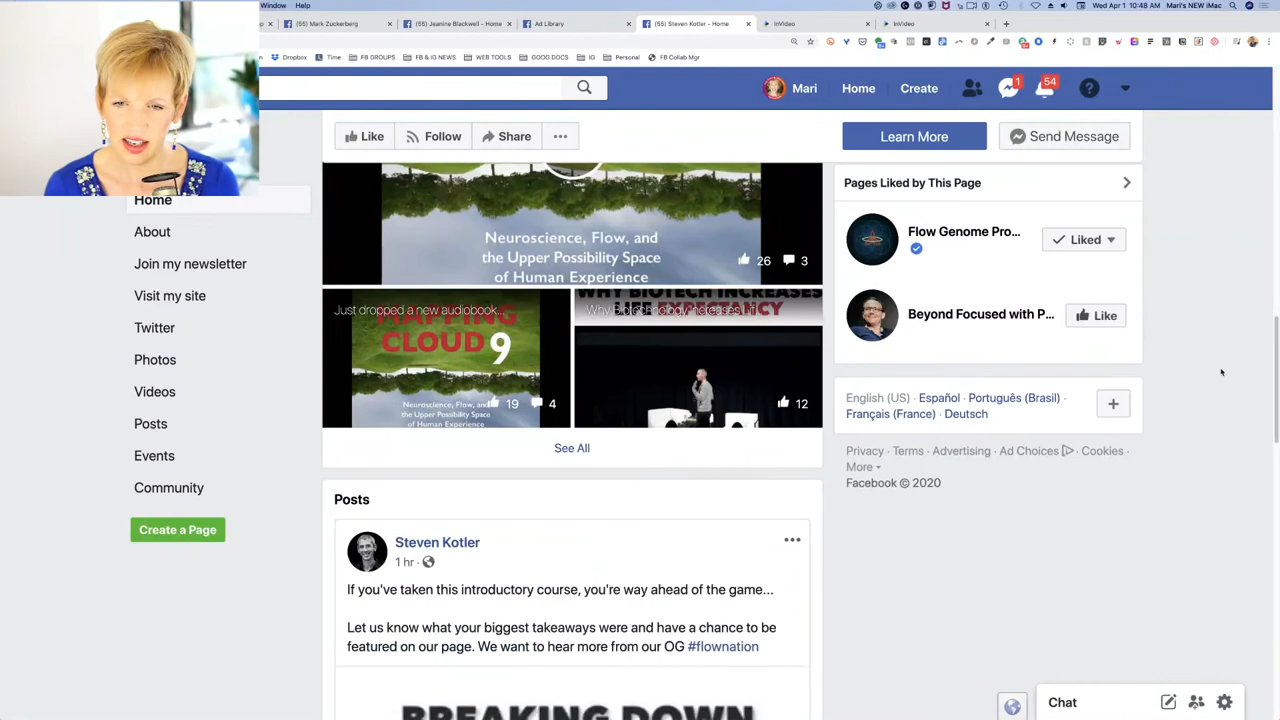 Window
Wed Apr 1 10:48 AM Mari's NEW iMac
(55) Mark Zuckerberg
(55) Jeanine Blackwell - Home
Ad Library
(55) Steven Kotler - Home
InVideo
InVideo
Dropbox
Time
FB GROUPS
FB & IG NEWS
WEB TOOLS
GOOG DOCS
IG
Personal
FB Collab Mgr
Mari
Home
Create
1
54
Like
Follow
Share
Learn More
Send Message
Home
About
Join my newsletter
Visit my site
Twitter
Photos
Videos
Posts
Events
Community
Create a Page
Neuroscience, Flow, and
the Upper Possibility Space
of Human Experience
26
3
Just dropped a new audiobook...
MAPPING
CLOUD 9
Neuroscience, Flow, and
the Upper Possibility Space
of Human Experience
19
4
WHY BIOTECH INCREASES
LIFE EXPECTANCY
Why Biotechnology Increases Lif
12
See All
Posts
Steven Kotler
1 hr ·
If you've taken this introductory course, you're way ahead of the game...
Let us know what your biggest takeaways were and have a chance to be
featured on our page. We want to hear more from our OG #flownation
BREAKING DOWN
Pages Liked by This Page
Flow Genome Pro...
Liked
Beyond Focused with P...
Like
English (US) · Español · Português (Brasil) ·
Français (France) · Deutsch
Privacy · Terms · Advertising · Ad Choices · Cookies ·
More
Facebook © 2020
Chat